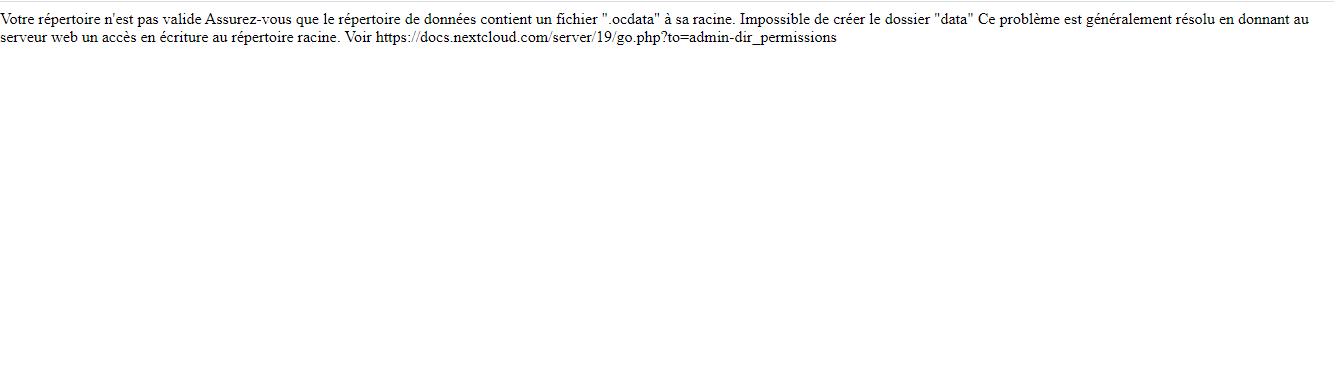 Votre répertoire n'est pas valide Assurez-vous que le répertoire de données contient un fichier ".ocdata" à sa racine. Impossible de créer le dossier "data" Ce problème est généralement résolu en donnant au
serveur web un accès en écriture au répertoire racine. Voir https://docs.nextcloud.com/server/19/go.php?to=admin-dir_permissions